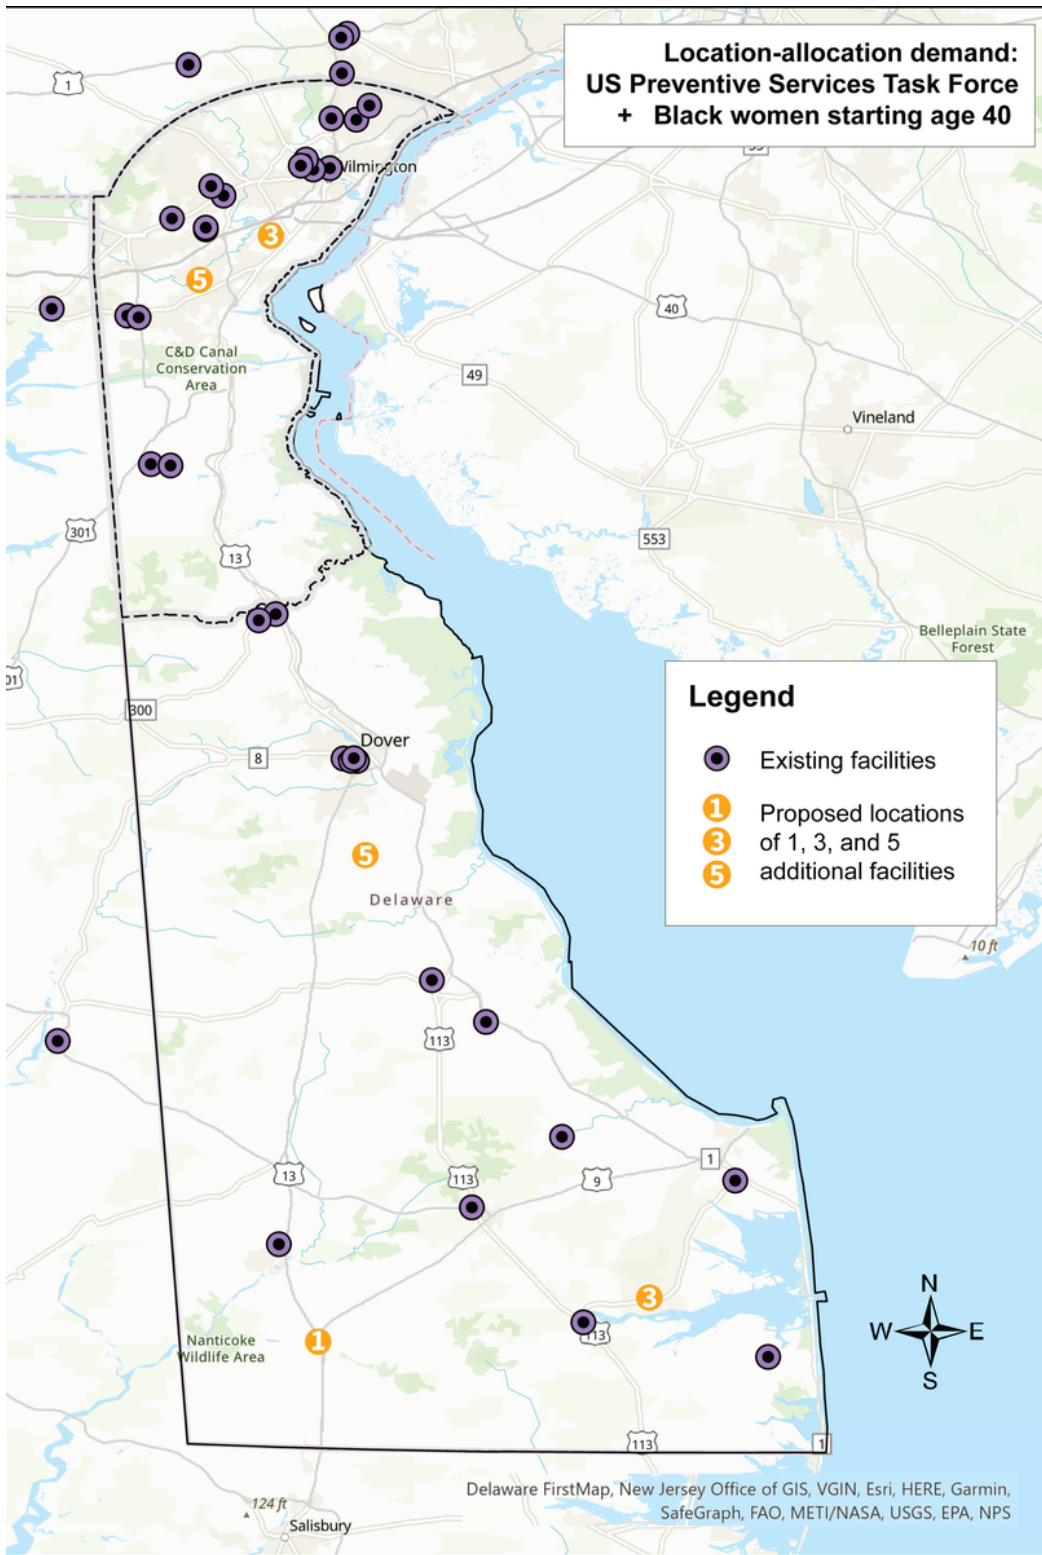 Location-allocation demand:
US Preventive Services Task Force
+ Black women starting age 40
1
Wilmington
3
5
40
C&D Canal
Conservation
Area
49
Vineland
301
13
553
Belleplain State
Forest
01
300
Legend
Dover
8
Existing facilities
1
Proposed locations
3
of 1, 3, and 5
5
additional facilities
5
Delaware
10 ft
113
1
13
113
9
3
N
W E
S
113
1
Nanticoke
Wildlife Area
113
1
Delaware FirstMap, New Jersey Office of GIS, VGIN, Esri, HERE, Garmin,
SafeGraph, FAO, METI/NASA, USGS, EPA, NPS
124 ft
Salisbury